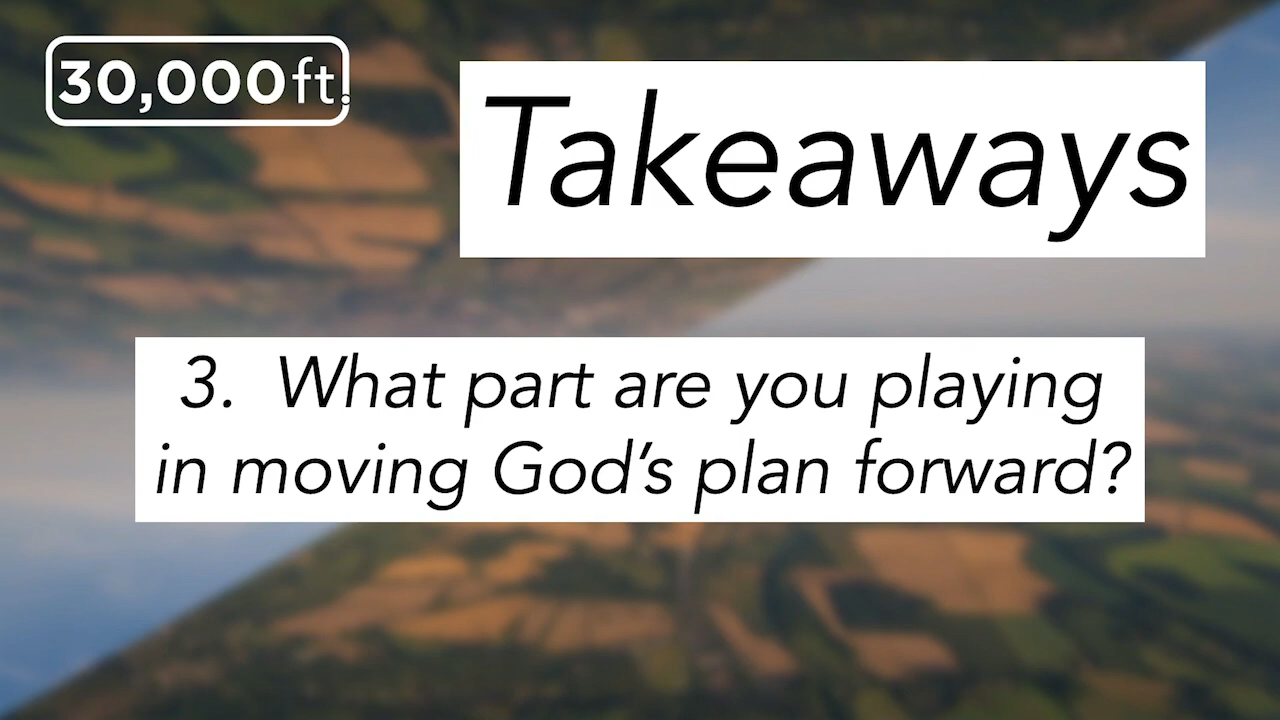 30,000ft.
Takeaways
3. What part are you playing
in moving God's plan forward?